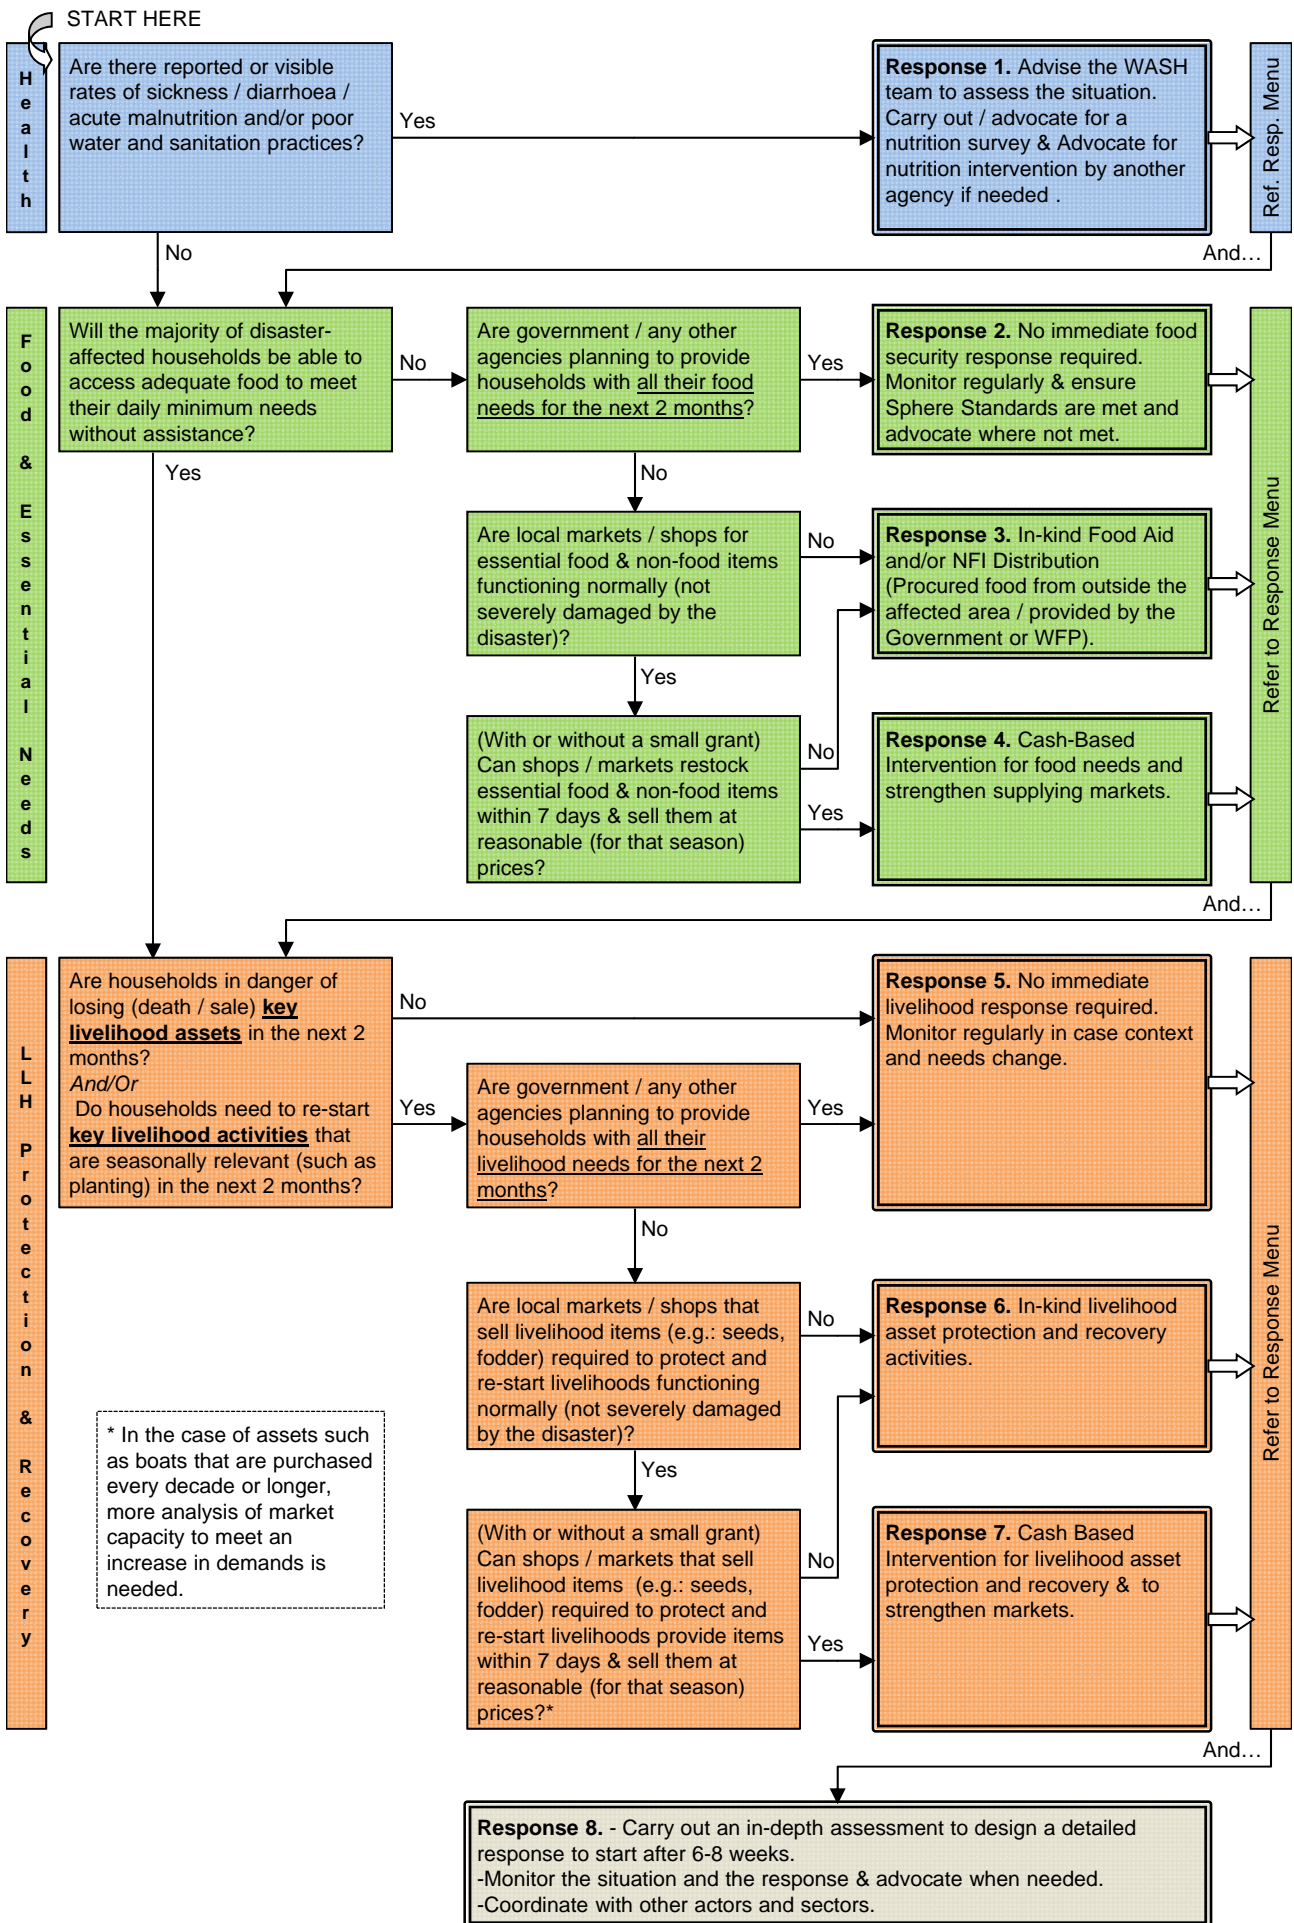 START HERE
Health
Are there reported or visible
rates of sickness / diarrhoea /
acute malnutrition and/or poor
water and sanitation practices?
Yes
Response 1. Advise the WASH
team to assess the situation.
Carry out / advocate for a
nutrition survey & Advocate for
nutrition intervention by another
agency if needed .
Ref. Resp. Menu
No
And…
Food & Essential Needs
Will the majority of disaster-
affected households be able to
access adequate food to meet
their daily minimum needs
without assistance?
No
Are government / any other
agencies planning to provide
households with all their food
needs for the next 2 months?
Yes
Response 2. No immediate food
security response required.
Monitor regularly & ensure
Sphere Standards are met and
advocate where not met.
Refer to Response Menu
Yes
No
Are local markets / shops for
essential food & non-food items
functioning normally (not
severely damaged by the
disaster)?
No
Response 3. In-kind Food Aid
and/or NFI Distribution
(Procured food from outside the
affected area / provided by the
Government or WFP).
Yes
(With or without a small grant)
Can shops / markets restock
essential food & non-food items
within 7 days & sell them at
reasonable (for that season)
prices?
No
Yes
Response 4. Cash-Based
Intervention for food needs and
strengthen supplying markets.
And…
LLH Protection & Recovery
Are households in danger of
losing (death / sale) key
livelihood assets in the next 2
months?
And/Or
Do households need to re-start
key livelihood activities that
are seasonally relevant (such as
planting) in the next 2 months?
No
Yes
Are government / any other
agencies planning to provide
households with all their
livelihood needs for the next 2
months?
Yes
Response 5. No immediate
livelihood response required.
Monitor regularly in case context
and needs change.
Refer to Response Menu
No
Are local markets / shops that
sell livelihood items (e.g.: seeds,
fodder) required to protect and
re-start livelihoods functioning
normally (not severely damaged
by the disaster)?
No
Response 6. In-kind livelihood
asset protection and recovery
activities.
* In the case of assets such
as boats that are purchased
every decade or longer,
more analysis of market
capacity to meet an
increase in demands is
needed.
Yes
(With or without a small grant)
Can shops / markets that sell
livelihood items (e.g.: seeds,
fodder) required to protect and
re-start livelihoods provide items
within 7 days & sell them at
reasonable (for that season)
prices?*
No
Yes
Response 7. Cash Based
Intervention for livelihood asset
protection and recovery & to
strengthen markets.
And…
Response 8. - Carry out an in-depth assessment to design a detailed
response to start after 6-8 weeks.
-Monitor the situation and the response & advocate when needed.
-Coordinate with other actors and sectors.